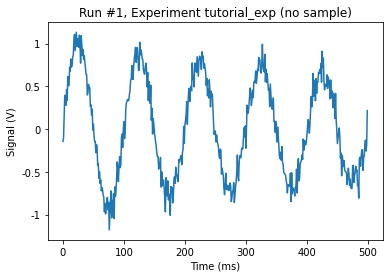 Run #1, Experiment tutorial_exp (no sample)
Signal (V)
1
0.5
0
-0.5
-1
0 100 200 300 400 500
Time (ms)